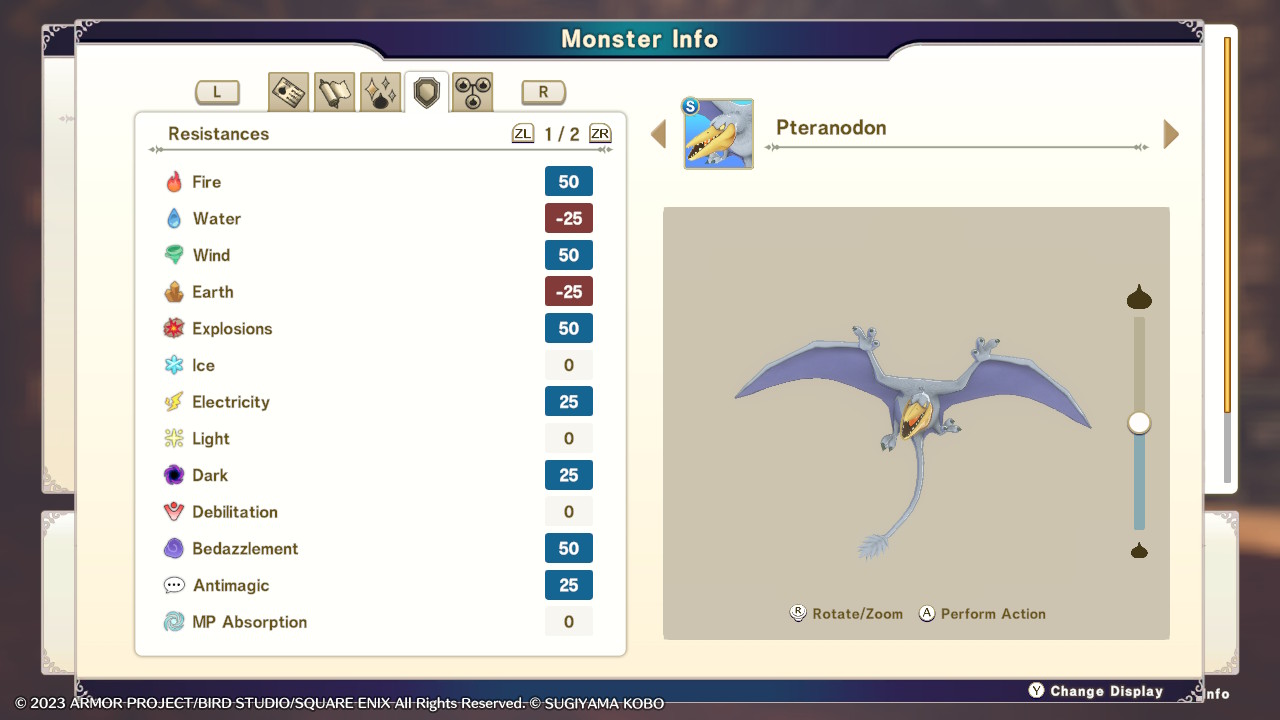 Monster Info
L
R
Resistances
ZL 1 / 2 ZR
S
Pteranodon
Fire 50
Water -25
Wind 50
Earth -25
Explosions 50
Ice 0
Electricity 25
Light 0
Dark 25
Debilitation 0
Bedazzlement 50
Antimagic 25
MP Absorption 0
R Rotate/Zoom A Perform Action
Y Change Display
nfo
© 2023 ARMOR PROJECT/BIRD STUDIO/SQUARE ENIX All Rights Reserved. © SUGIYAMA KOBO